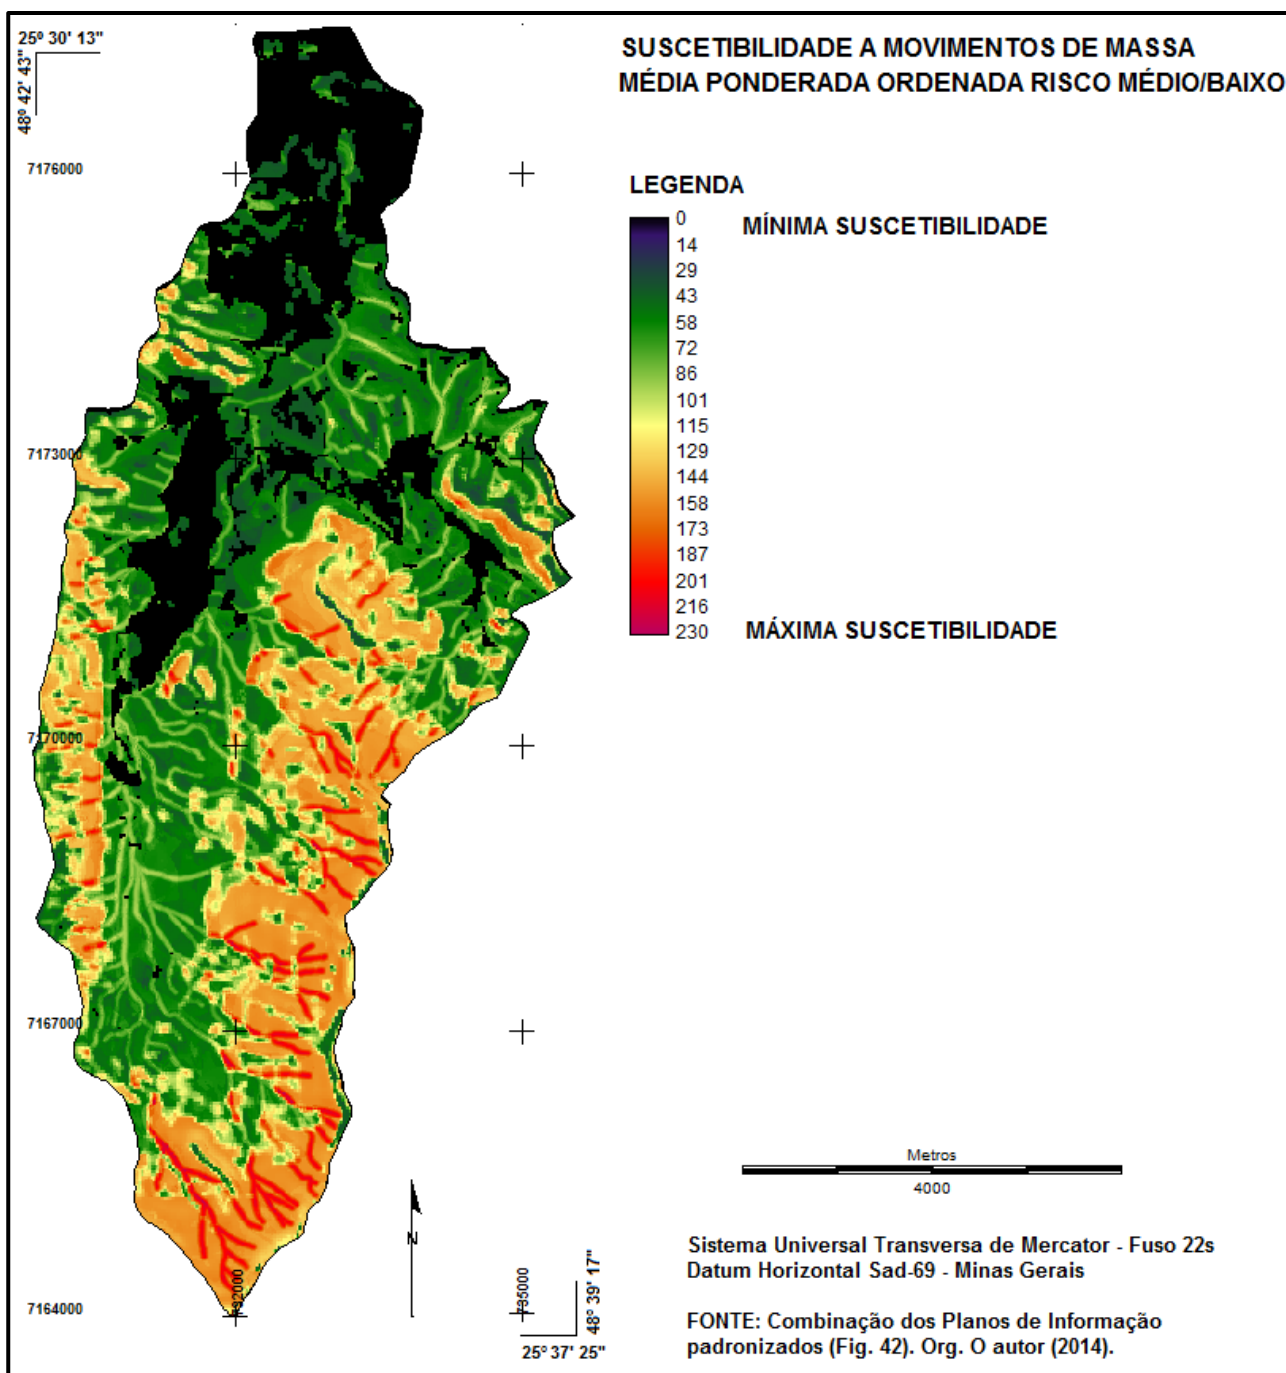 25º 30' 13"
48º 42' 43"
SUSCETIBILIDADE A MOVIMENTOS DE MASSA
MÉDIA PONDERADA ORDENADA RISCO MÉDIO/BAIXO
7176000
LEGENDA
0
MÍNIMA SUSCETIBILIDADE
14
29
43
58
72
86
101
115
129
144
158
173
187
201
216
230
MÁXIMA SUSCETIBILIDADE
7173000
7170000
7167000
7164000
Metros
4000
N
732000
735000
48º 39' 17"
25º 37' 25"
Sistema Universal Transversa de Mercator - Fuso 22s
Datum Horizontal Sad-69 - Minas Gerais
FONTE: Combinação dos Planos de Informação
padronizados (Fig. 42). Org. O autor (2014).